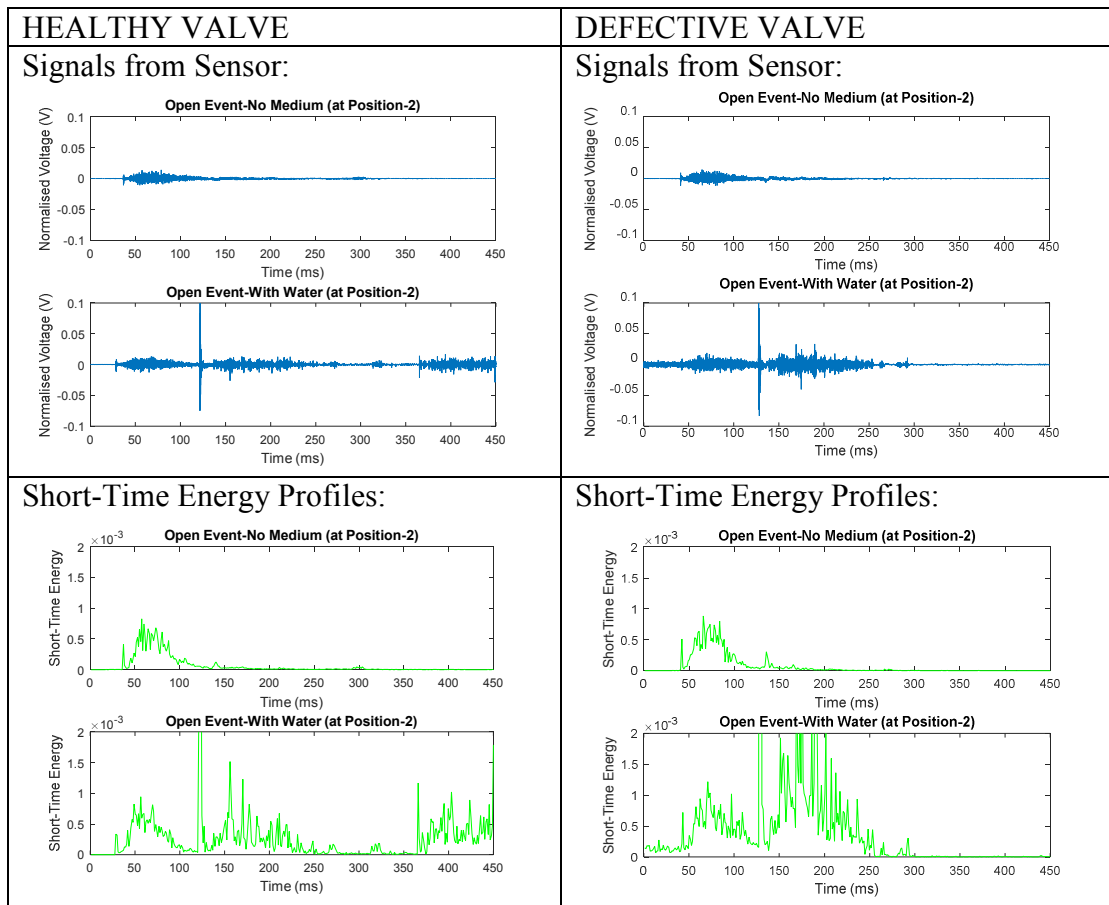 HEALTHY VALVE
DEFECTIVE VALVE
Signals from Sensor:
Open Event-No Medium (at Position-2)
Normalised Voltage (V)
0.1
0.05
0
-0.05
-0.1
0 50 100 150 200 250 300 350 400 450
Time (ms)
Open Event-With Water (at Position-2)
Normalised Voltage (V)
0.1
0.05
0
-0.05
-0.1
0 50 100 150 200 250 300 350 400 450
Time (ms)
Signals from Sensor:
Open Event-No Medium (at Position-2)
Normalised Voltage (V)
0.1
0.05
0
-0.05
-0.1
0 50 100 150 200 250 300 350 400 450
Time (ms)
Open Event-With Water (at Position-2)
Normalised Voltage (V)
0.1
0.05
0
-0.05
-0.1
0 50 100 150 200 250 300 350 400 450
Time (ms)
Short-Time Energy Profiles:
Open Event-No Medium (at Position-2)
×10⁻³
Short-Time Energy
2
1.5
1
0.5
0
0 50 100 150 200 250 300 350 400 450
Time (ms)
Open Event-With Water (at Position-2)
×10⁻³
Short-Time Energy
2
1.5
1
0.5
0
0 50 100 150 200 250 300 350 400 450
Time (ms)
Short-Time Energy Profiles:
Open Event-No Medium (at Position-2)
×10⁻³
Short-Time Energy
2
1.5
1
0.5
0
0 50 100 150 200 250 300 350 400 450
Time (ms)
Open Event-With Water (at Position-2)
×10⁻³
Short-Time Energy
2
1.5
1
0.5
0
0 50 100 150 200 250 300 350 400 450
Time (ms)